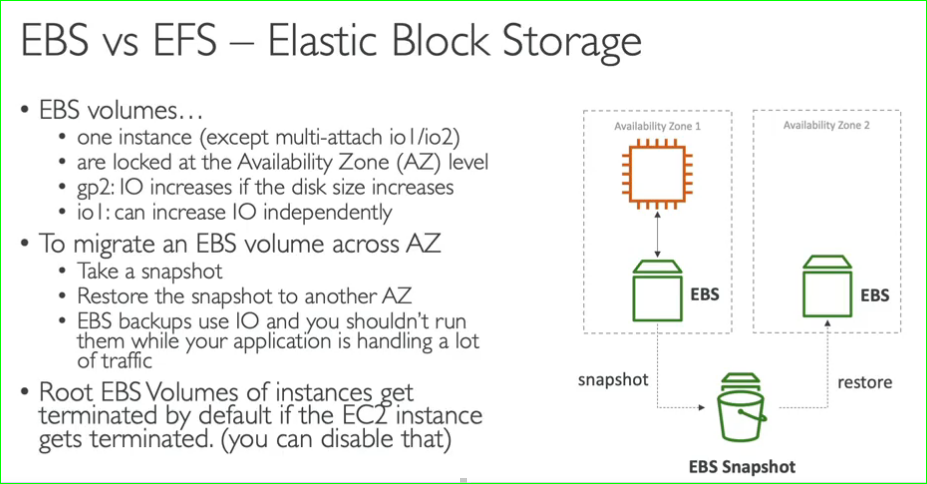 EBS vs EFS – Elastic Block Storage
• EBS volumes…
• one instance (except multi-attach io1/io2)
• are locked at the Availability Zone (AZ) level
• gp2: IO increases if the disk size increases
• io1: can increase IO independently
• To migrate an EBS volume across AZ
• Take a snapshot
• Restore the snapshot to another AZ
• EBS backups use IO and you shouldn't run
them while your application is handling a lot
of traffic
• Root EBS Volumes of instances get
terminated by default if the EC2 instance
gets terminated. (you can disable that)
Availability Zone 1
Availability Zone 2
EBS
EBS
snapshot
restore
EBS Snapshot